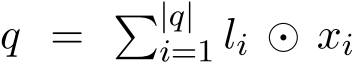 q = ∑_{i=1}^{|q|} l_i ⊙ x_i